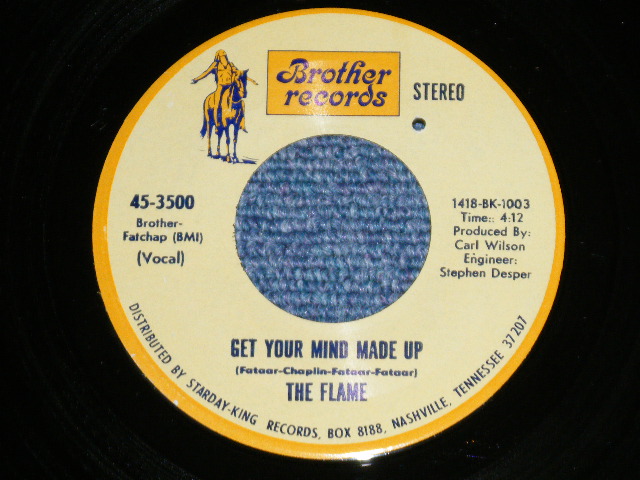 Brother
records
STEREO
45-3500
Brother-
Fatchap (BMI)
(Vocal)
1418-BK-1003
Time:: 4:12
Produced By:
Carl Wilson
Engineer:
Stephen Desper
GET YOUR MIND MADE UP
(Fataar-Chaplin-Fataar-Fataar)
THE FLAME
DISTRIBUTED BY STARDAY-KING RECORDS, BOX 8188, NASHVILLE, TENNESSEE 37207